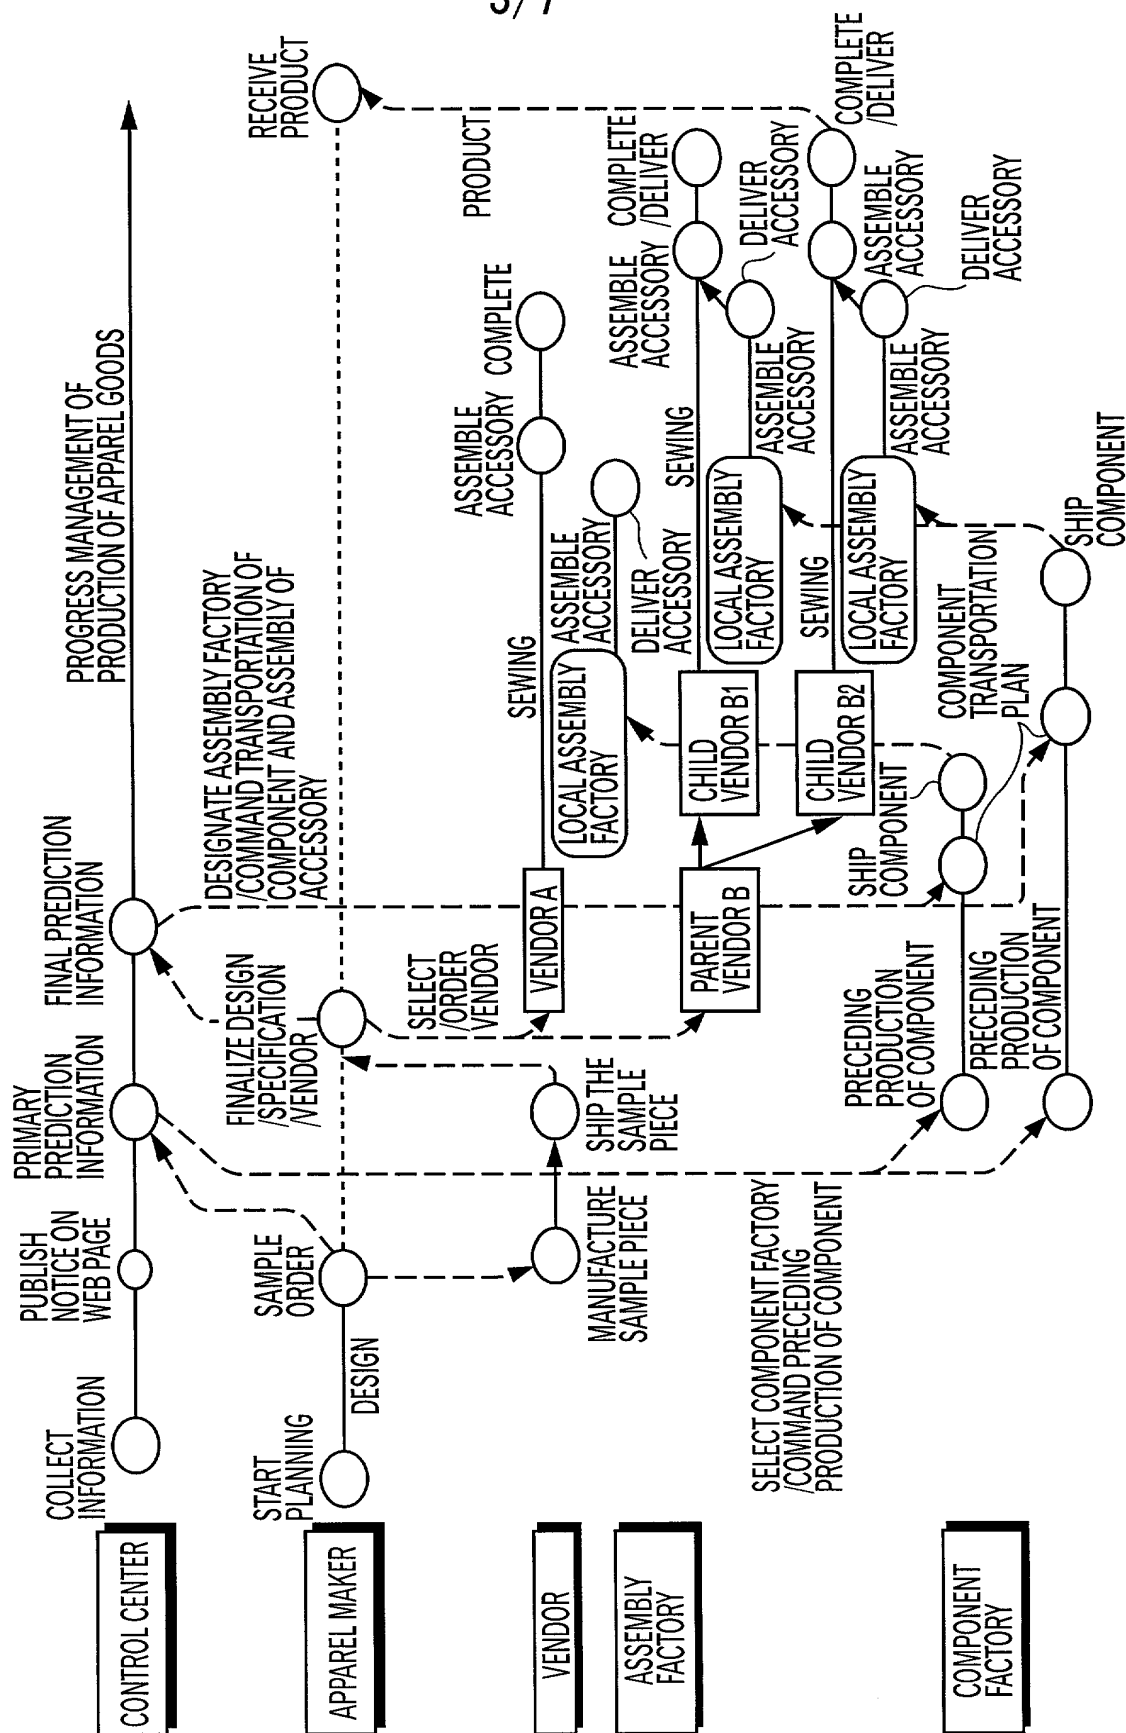 3/7
CONTROL CENTER
COLLECT
INFORMATION
PUBLISH
NOTICE ON
WEB PAGE
PRIMARY
PREDICTION
INFORMATION
FINAL PREDICTION
INFORMATION
PROGRESS MANAGEMENT OF
PRODUCTION OF APPAREL GOODS
APPAREL MAKER
START
PLANNING
DESIGN
SAMPLE
ORDER
FINALIZE DESIGN
/SPECIFICATION
/VENDOR
DESIGNATE ASSEMBLY FACTORY
/COMMAND TRANSPORTATION OF
COMPONENT AND ASSEMBLY OF
ACCESSORY
RECEIVE
PRODUCT
SELECT
/ORDER
VENDOR
PRODUCT
VENDOR
MANUFACTURE
SAMPLE PIECE
SHIP THE
SAMPLE
PIECE
VENDOR A
SEWING
ASSEMBLE
ACCESSORY
COMPLETE
ASSEMBLY
FACTORY
LOCAL ASSEMBLY
FACTORY
ASSEMBLE
ACCESSORY
DELIVER
ACCESSORY
PARENT
VENDOR B
CHILD
VENDOR B1
SEWING
ASSEMBLE
ACCESSORY
COMPLETE
/DELIVER
LOCAL ASSEMBLY
FACTORY
ASSEMBLE
ACCESSORY
DELIVER
ACCESSORY
CHILD
VENDOR B2
SEWING
ASSEMBLE
ACCESSORY
COMPLETE
/DELIVER
LOCAL ASSEMBLY
FACTORY
ASSEMBLE
ACCESSORY
DELIVER
ACCESSORY
SELECT COMPONENT FACTORY
/COMMAND PRECEDING
PRODUCTION OF COMPONENT
COMPONENT
FACTORY
PRECEDING
PRODUCTION
OF COMPONENT
SHIP
COMPONENT
COMPONENT
TRANSPORTATION
PLAN
PRECEDING
PRODUCTION
OF COMPONENT
SHIP
COMPONENT